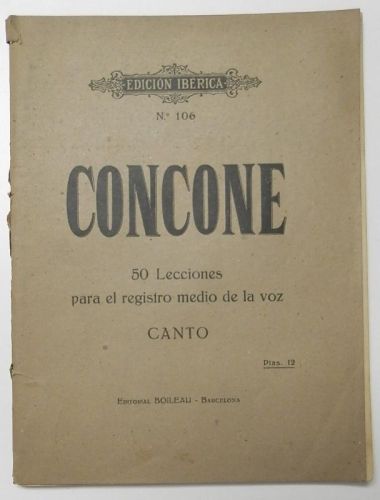 EDICION IBERICA
N.º 106
CONCONE
50 Lecciones
para el registro medio de la voz
CANTO
Ptas. 12
EDITORIAL BOILEAU - BARCELONA